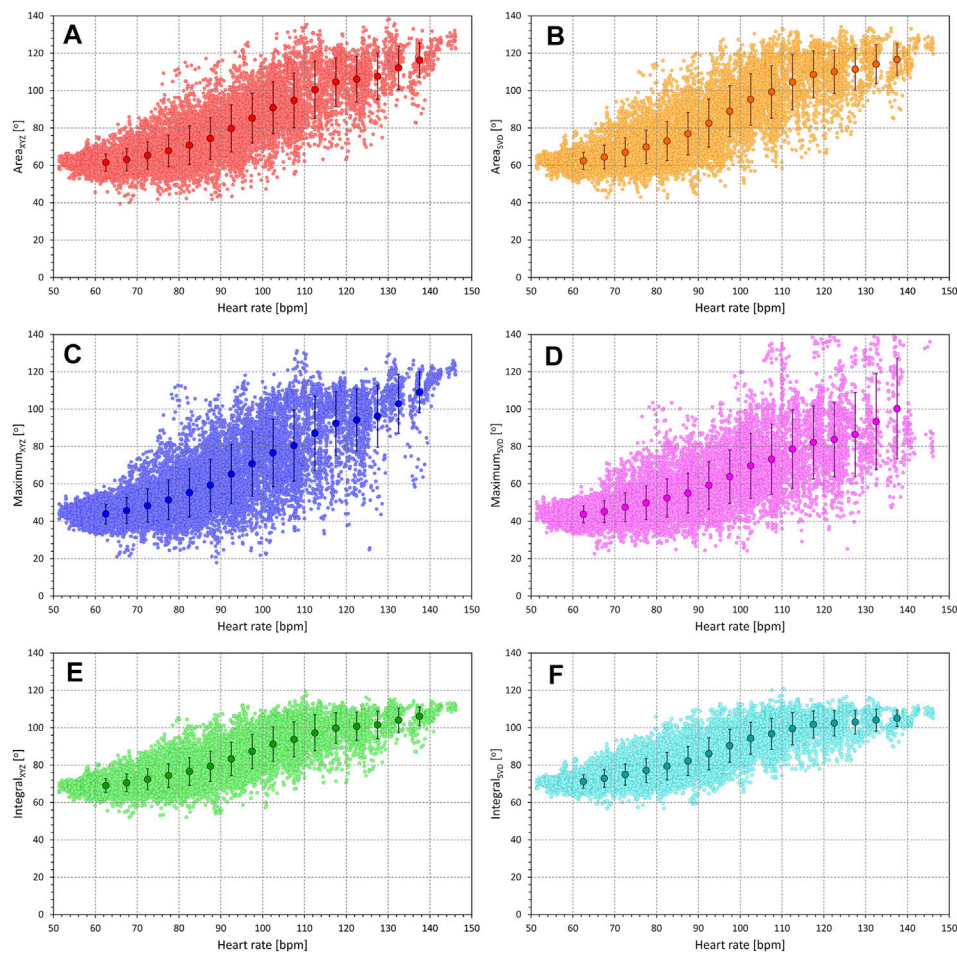 A
140
120
100
80
60
40
20
0
Area_XYZ [º]
50 60 70 80 90 100 110 120 130 140 150
Heart rate [bpm]
B
140
120
100
80
60
40
20
0
Area_SVD [º]
50 60 70 80 90 100 110 120 130 140 150
Heart rate [bpm]
C
140
120
100
80
60
40
20
0
Maximum_XYZ [º]
50 60 70 80 90 100 110 120 130 140 150
Heart rate [bpm]
D
140
120
100
80
60
40
20
0
Maximum_SVD [º]
50 60 70 80 90 100 110 120 130 140 150
Heart rate [bpm]
E
140
120
100
80
60
40
20
0
Integral_XYZ [º]
50 60 70 80 90 100 110 120 130 140 150
Heart rate [bpm]
F
140
120
100
80
60
40
20
0
Integral_SVD [º]
50 60 70 80 90 100 110 120 130 140 150
Heart rate [bpm]